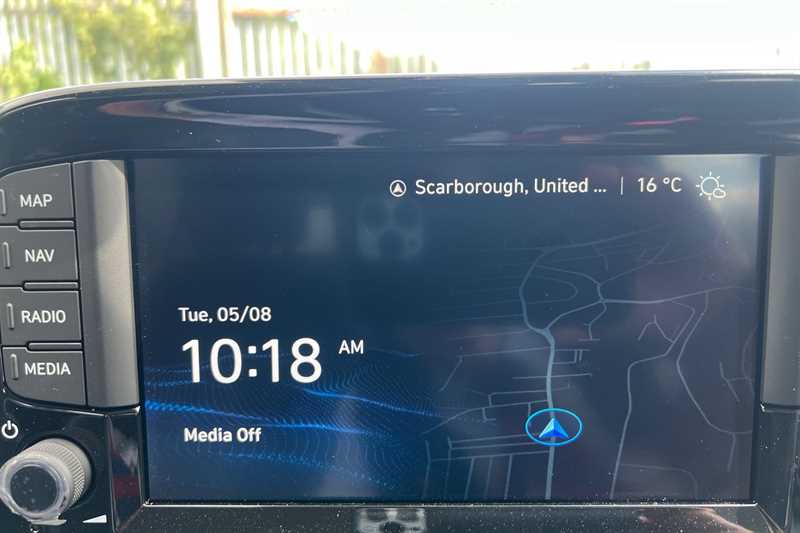 Scarborough, United ... | 16 °C
MAP
NAV
RADIO
MEDIA
Tue, 05/08
10:18 AM
Media Off